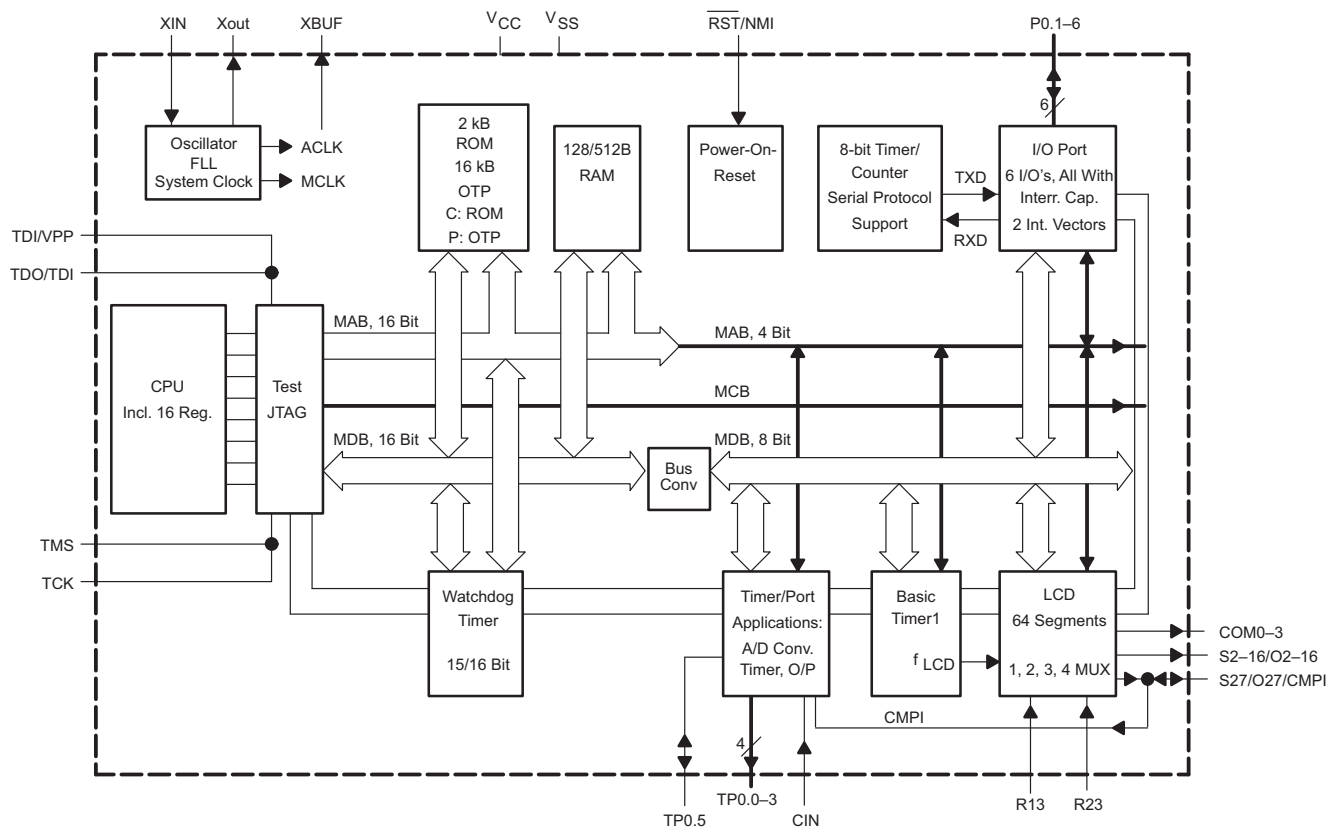 XIN
Xout
XBUF
VCC
VSS
RST/NMI
P0.1–6
6
Oscillator
FLL
System Clock
ACLK
MCLK
2 kB
ROM
16 kB
OTP
C: ROM
P: OTP
128/512B
RAM
Power-On-
Reset
8-bit Timer/
Counter
Serial Protocol
Support
TXD
RXD
I/O Port
6 I/O's, All With
Interr. Cap.
2 Int. Vectors
TDI/VPP
TDO/TDI
CPU
Incl. 16 Reg.
Test
JTAG
MAB, 16 Bit
MAB, 4 Bit
MCB
MDB, 16 Bit
Bus
Conv
MDB, 8 Bit
TMS
TCK
Watchdog
Timer
15/16 Bit
Timer/Port
Applications:
A/D Conv.
Timer, O/P
Basic
Timer1
fLCD
LCD
64 Segments
1, 2, 3, 4 MUX
COM0–3
S2–16/O2–16
S27/O27/CMPI
CMPI
4
TP0.5
TP0.0–3
CIN
R13
R23